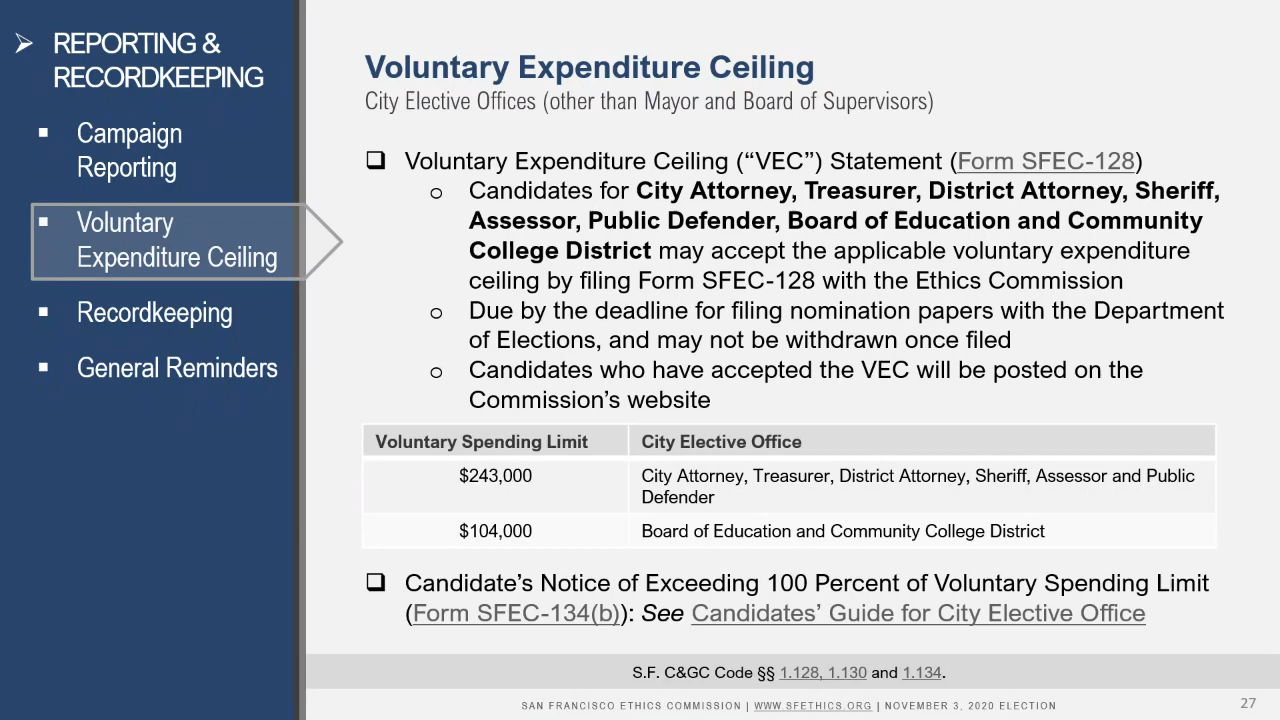 ➢ REPORTING &
RECORDKEEPING
▪ Campaign
Reporting
▪ Voluntary
Expenditure Ceiling
▪ Recordkeeping
▪ General Reminders
Voluntary Expenditure Ceiling
City Elective Offices (other than Mayor and Board of Supervisors)
❑ Voluntary Expenditure Ceiling (“VEC”) Statement (Form SFEC-128)
o Candidates for City Attorney, Treasurer, District Attorney, Sheriff,
Assessor, Public Defender, Board of Education and Community
College District may accept the applicable voluntary expenditure
ceiling by filing Form SFEC-128 with the Ethics Commission
o Due by the deadline for filing nomination papers with the Department
of Elections, and may not be withdrawn once filed
o Candidates who have accepted the VEC will be posted on the
Commission’s website
Voluntary Spending Limit City Elective Office
$243,000 City Attorney, Treasurer, District Attorney, Sheriff, Assessor and Public
Defender
$104,000 Board of Education and Community College District
❑ Candidate’s Notice of Exceeding 100 Percent of Voluntary Spending Limit
(Form SFEC-134(b)): See Candidates’ Guide for City Elective Office
S.F. C&GC Code §§ 1.128, 1.130 and 1.134.
SAN FRANCISCO ETHICS COMMISSION | WWW.SFETHICS.ORG | NOVEMBER 3, 2020 ELECTION
27